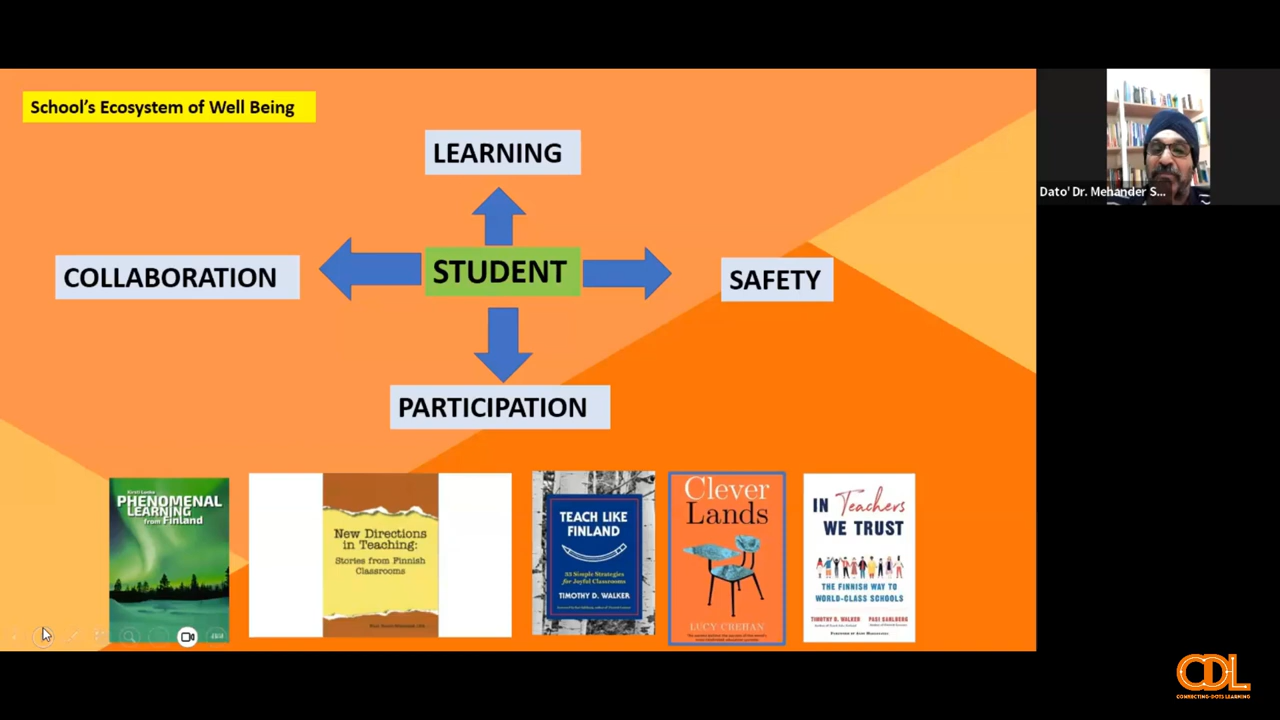 School's Ecosystem of Well Being
LEARNING
COLLABORATION
STUDENT
SAFETY
PARTICIPATION
Dato' Dr. Mehander S...
PHENOMENAL
LEARNING
from Finland
New Directions
in Teaching:
Stories from Finnish
Classrooms
TEACH LIKE
FINLAND
33 Simple Strategies
for Joyful Classrooms
TIMOTHY D. WALKER
Clever
Lands
LUCY CREHAN
IN Teachers
WE TRUST
THE FINNISH WAY TO
WORLD-CLASS SCHOOLS
TIMOTHY D. WALKER
PASI SAHLBERG
CDL
CONNECTING-DOTS LEARNING